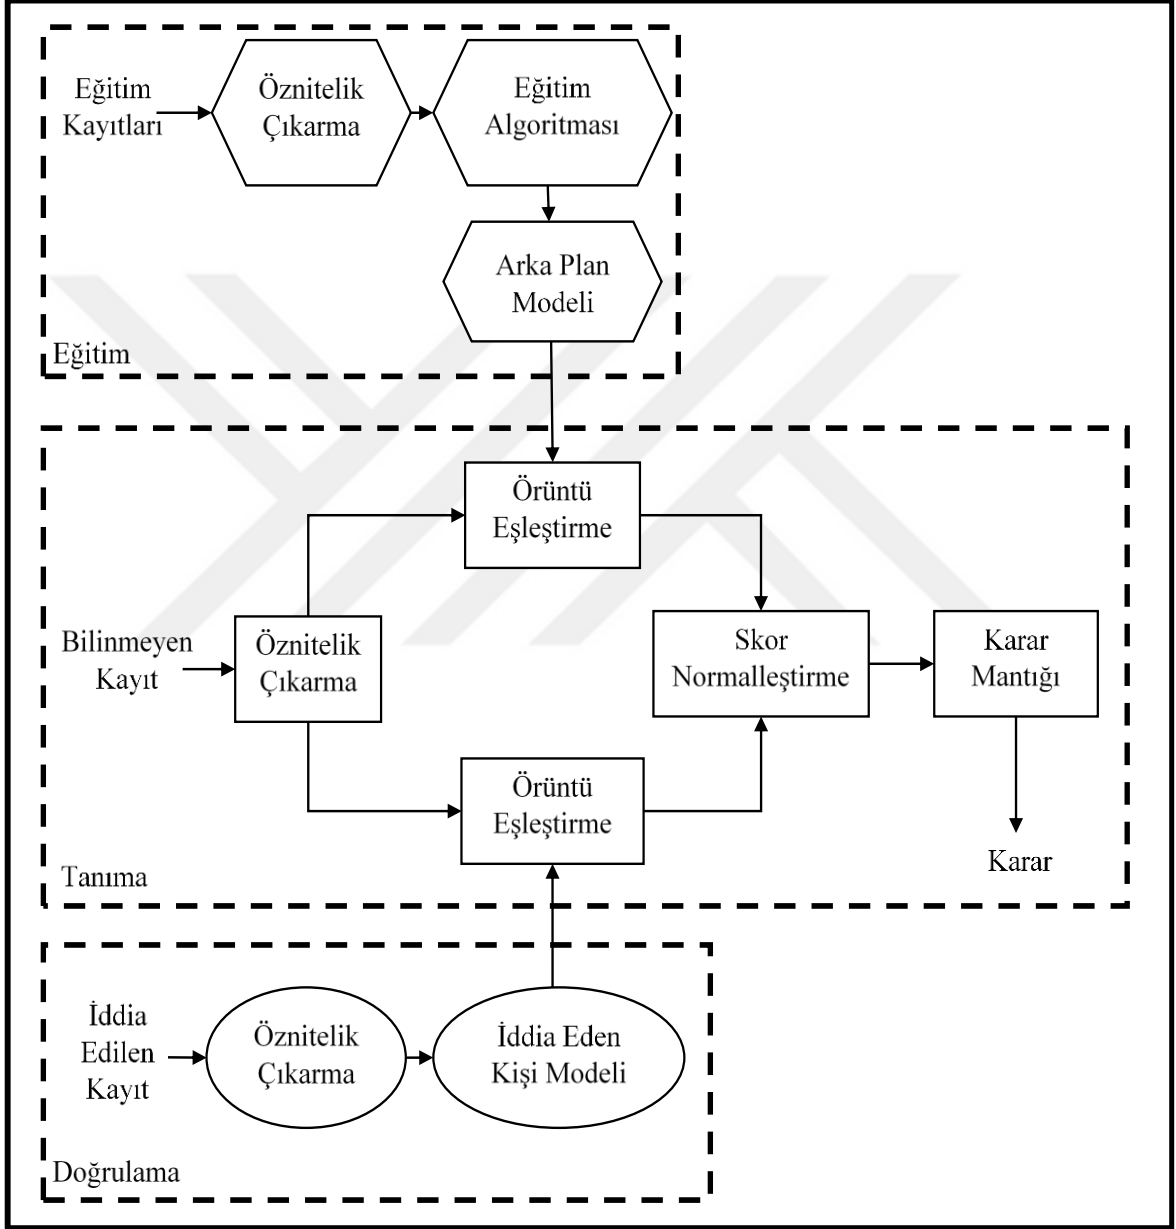 Eğitim
Kayıtları
Öznitelik
Çıkarma
Eğitim
Algoritması
Arka Plan
Modeli
Eğitim
Örüntü
Eşleştirme
Bilinmeyen
Kayıt
Öznitelik
Çıkarma
Skor
Normalleştirme
Karar
Mantığı
Örüntü
Eşleştirme
Karar
Tanıma
İddia
Edilen
Kayıt
Öznitelik
Çıkarma
İddia Eden
Kişi Modeli
Doğrulama